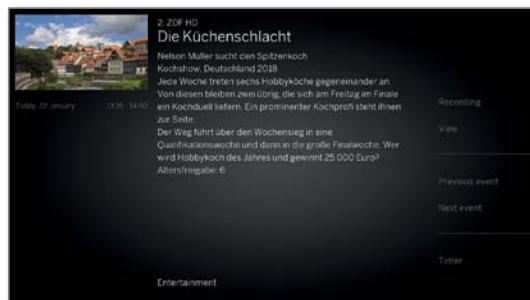 2. ZDF HD
Die Küchenschlacht
Nelson Müller sucht den Spitzenkoch
Kochshow, Deutschland 2018
Jede Woche treten sechs Hobbyköche gegeneinander an.
Von diesen bleiben zwei übrig, die sich am Freitag im Finale
ein Kochduell liefern. Ein prominenter Kochprofi steht ihnen
zur Seite.
Der Weg führt über den Wochensieg in eine
Qualifikationswoche und dann in die große Finalwoche. Wer
wird Hobbykoch des Jahres und gewinnt 25 000 Euro?
Altersfreigabe: 6
Today, 22. January 13:15 - 14:00
Entertainment
Recording
View
Previous event
Next event
Timer